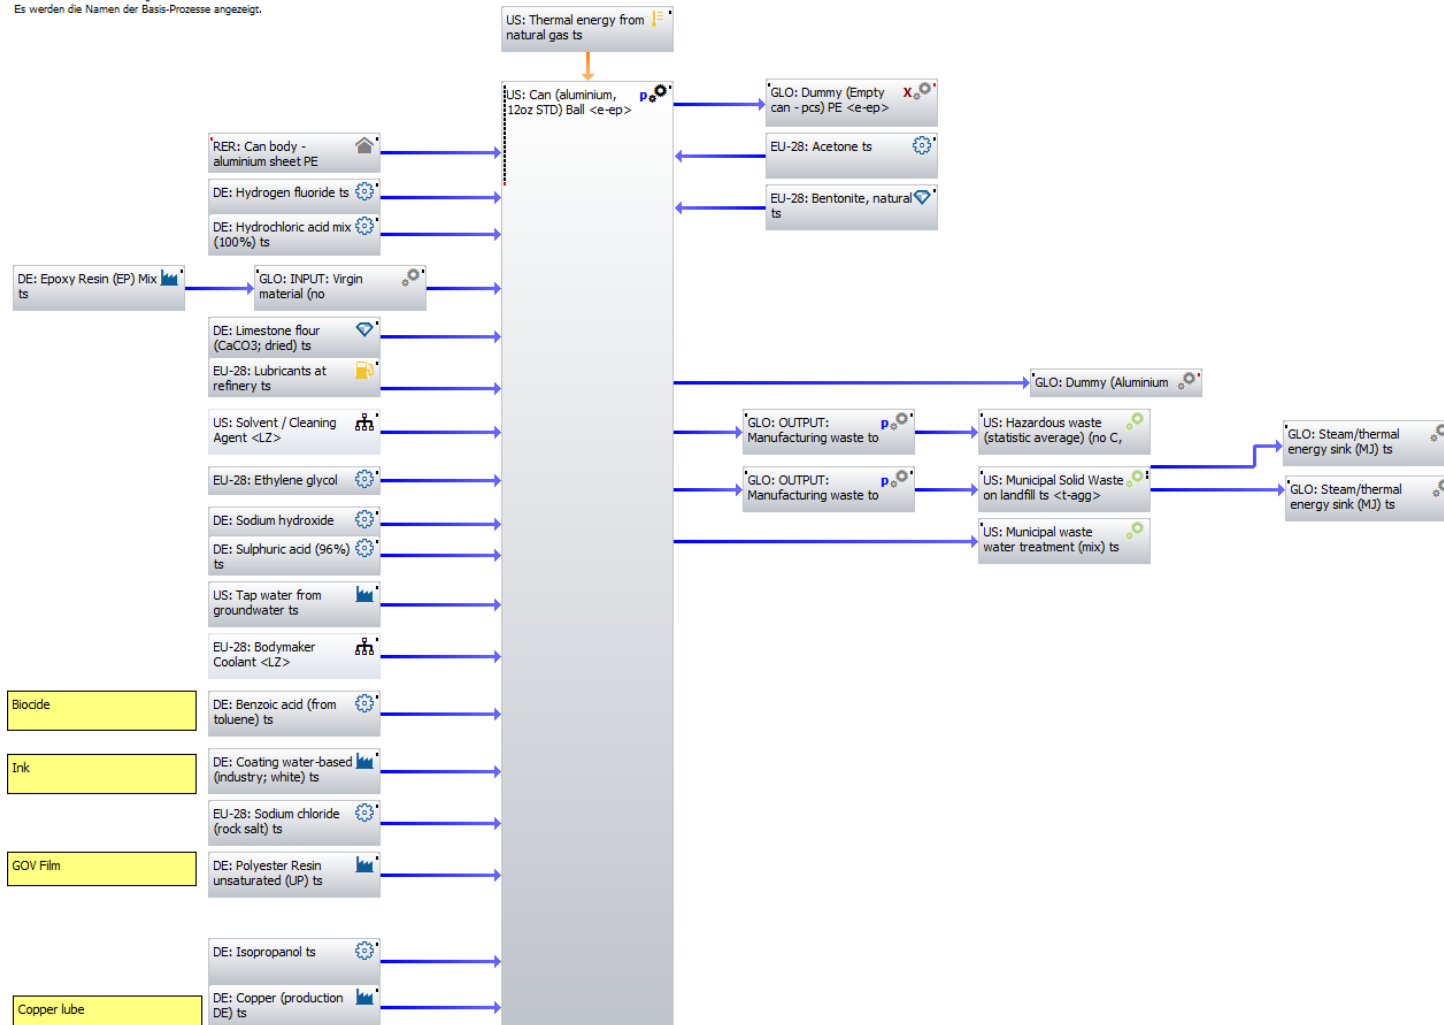 Es werden die Namen der Basis-Prozesse angezeigt.
US: Thermal energy from
natural gas ts
US: Can (aluminium,
12oz STD) Ball <e-ep>
p
GLO: Dummy (Empty
can - pcs) PE <e-ep>
X
RER: Can body -
aluminium sheet PE
EU-28: Acetone ts
DE: Hydrogen fluoride ts
EU-28: Bentonite, natural
ts
DE: Hydrochloric acid mix
(100%) ts
DE: Epoxy Resin (EP) Mix
ts
GLO: INPUT: Virgin
material (no
DE: Limestone flour
(CaCO3; dried) ts
EU-28: Lubricants at
refinery ts
GLO: Dummy (Aluminium
US: Solvent / Cleaning
Agent <LZ>
GLO: OUTPUT:
Manufacturing waste to
p
US: Hazardous waste
(statistic average) (no C,
GLO: Steam/thermal
energy sink (MJ) ts
EU-28: Ethylene glycol
GLO: OUTPUT:
Manufacturing waste to
p
US: Municipal Solid Waste
on landfill ts <t-agg>
GLO: Steam/thermal
energy sink (MJ) ts
DE: Sodium hydroxide
US: Municipal waste
water treatment (mix) ts
DE: Sulphuric acid (96%)
ts
US: Tap water from
groundwater ts
EU-28: Bodymaker
Coolant <LZ>
Biocide
DE: Benzoic acid (from
toluene) ts
Ink
DE: Coating water-based
(industry; white) ts
EU-28: Sodium chloride
(rock salt) ts
GOV Film
DE: Polyester Resin
unsaturated (UP) ts
DE: Isopropanol ts
Copper lube
DE: Copper (production
DE) ts